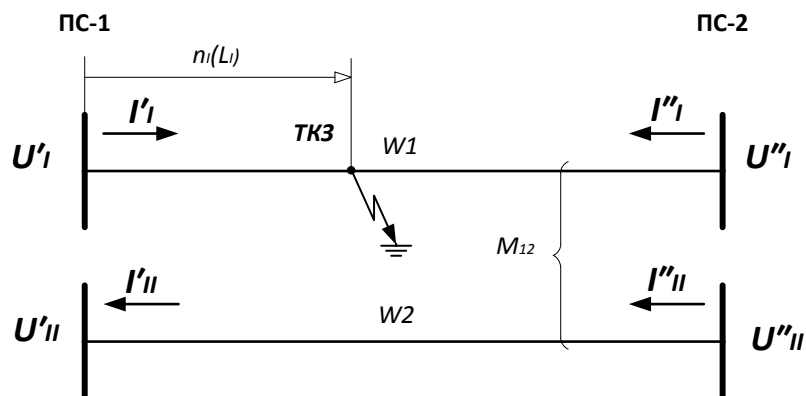 ПС-1 ПС-2
nI(LI)
I'I I"I
ТКЗ W1
U'I U"I
M12
I'II I"II
W2
U'II U"II